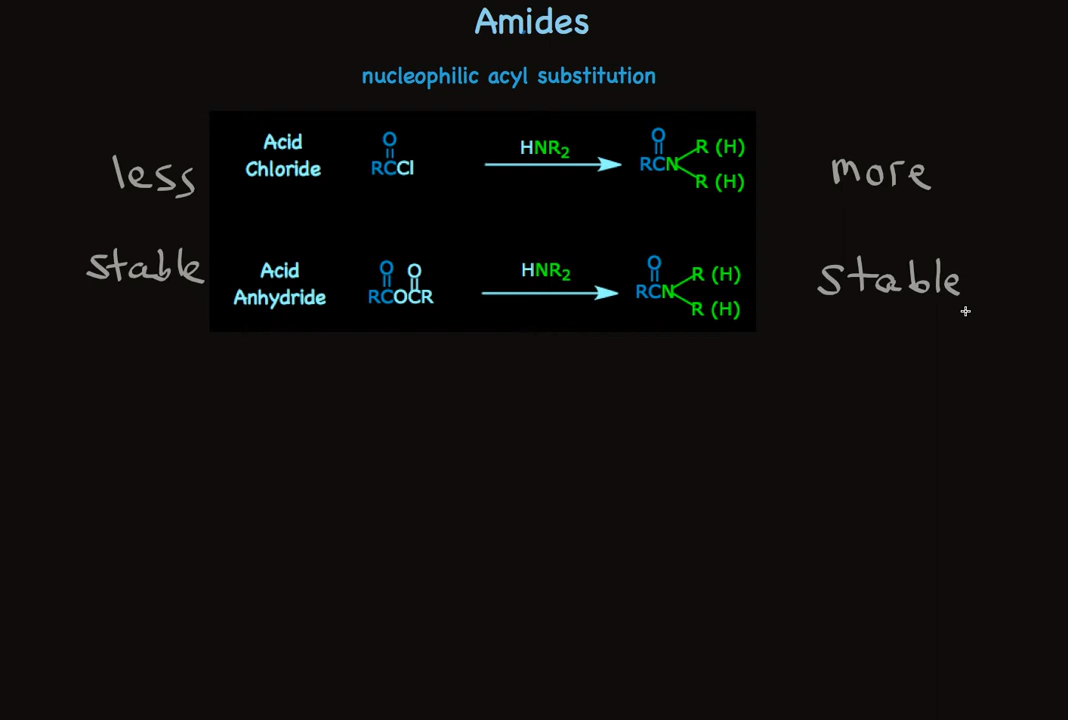 Amides
nucleophilic acyl substitution
less
stable
Acid
Chloride
O
RCCl
HNR₂
O
RCN
R (H)
R (H)
Acid
Anhydride
O O
RCOCR
HNR₂
O
RCN
R (H)
R (H)
more
stable